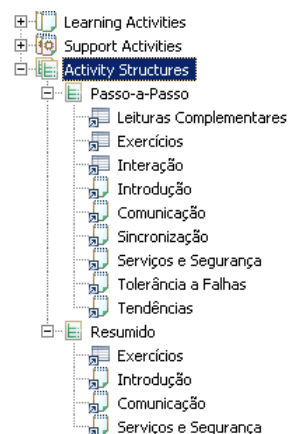 Learning Activities
Support Activities
Activity Structures
Passo-a-Passo
Leituras Complementares
Exercícios
Interação
Introdução
Comunicação
Sincronização
Serviços e Segurança
Tolerância a Falhas
Tendências
Resumido
Exercícios
Introdução
Comunicação
Serviços e Segurança